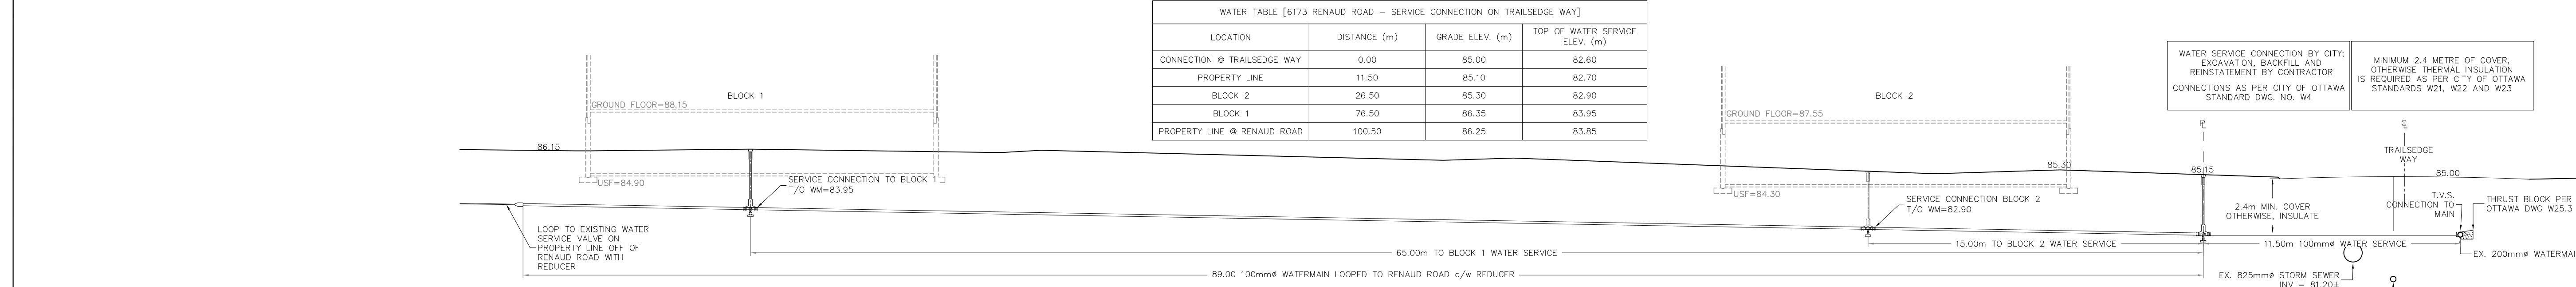 WATER TABLE [6173 RENAUD ROAD – SERVICE CONNECTION ON TRAILSEDGE WAY]
LOCATION DISTANCE (m) GRADE ELEV. (m) TOP OF WATER SERVICE
ELEV. (m)
CONNECTION @ TRAILSEDGE WAY 0.00 85.00 82.60
PROPERTY LINE 11.50 85.10 82.70
BLOCK 2 26.50 85.30 82.90
BLOCK 1 76.50 86.35 83.95
PROPERTY LINE @ RENAUD ROAD 100.50 86.25 83.85
WATER SERVICE CONNECTION BY CITY;
EXCAVATION, BACKFILL AND
REINSTATEMENT BY CONTRACTOR
CONNECTIONS AS PER CITY OF OTTAWA
STANDARD DWG. NO. W4
MINIMUM 2.4 METRE OF COVER,
OTHERWISE THERMAL INSULATION
IS REQUIRED AS PER CITY OF OTTAWA
STANDARDS W21, W22 AND W23
BLOCK 1
GROUND FLOOR=88.15
86.15
USF=84.90
SERVICE CONNECTION TO BLOCK 1
T/O WM=83.95
LOOP TO EXISTING WATER
SERVICE VALVE ON
PROPERTY LINE OFF OF
RENAUD ROAD WITH
REDUCER
BLOCK 2
GROUND FLOOR=87.55
USF=84.30
85.30
SERVICE CONNECTION BLOCK 2
T/O WM=82.90
85.15
℄
TRAILSEDGE
WAY
85.00
2.4m MIN. COVER
OTHERWISE, INSULATE
T.V.S.
CONNECTION TO
MAIN
THRUST BLOCK PER
OTTAWA DWG W25.3
15.00m TO BLOCK 2 WATER SERVICE
11.50m 100mmø WATER SERVICE
65.00m TO BLOCK 1 WATER SERVICE
EX. 200mmø WATERMAI
89.00 100mmø WATERMAIN LOOPED TO RENAUD ROAD c/w REDUCER
EX. 825mmø STORM SEWER
INV = 81.20±